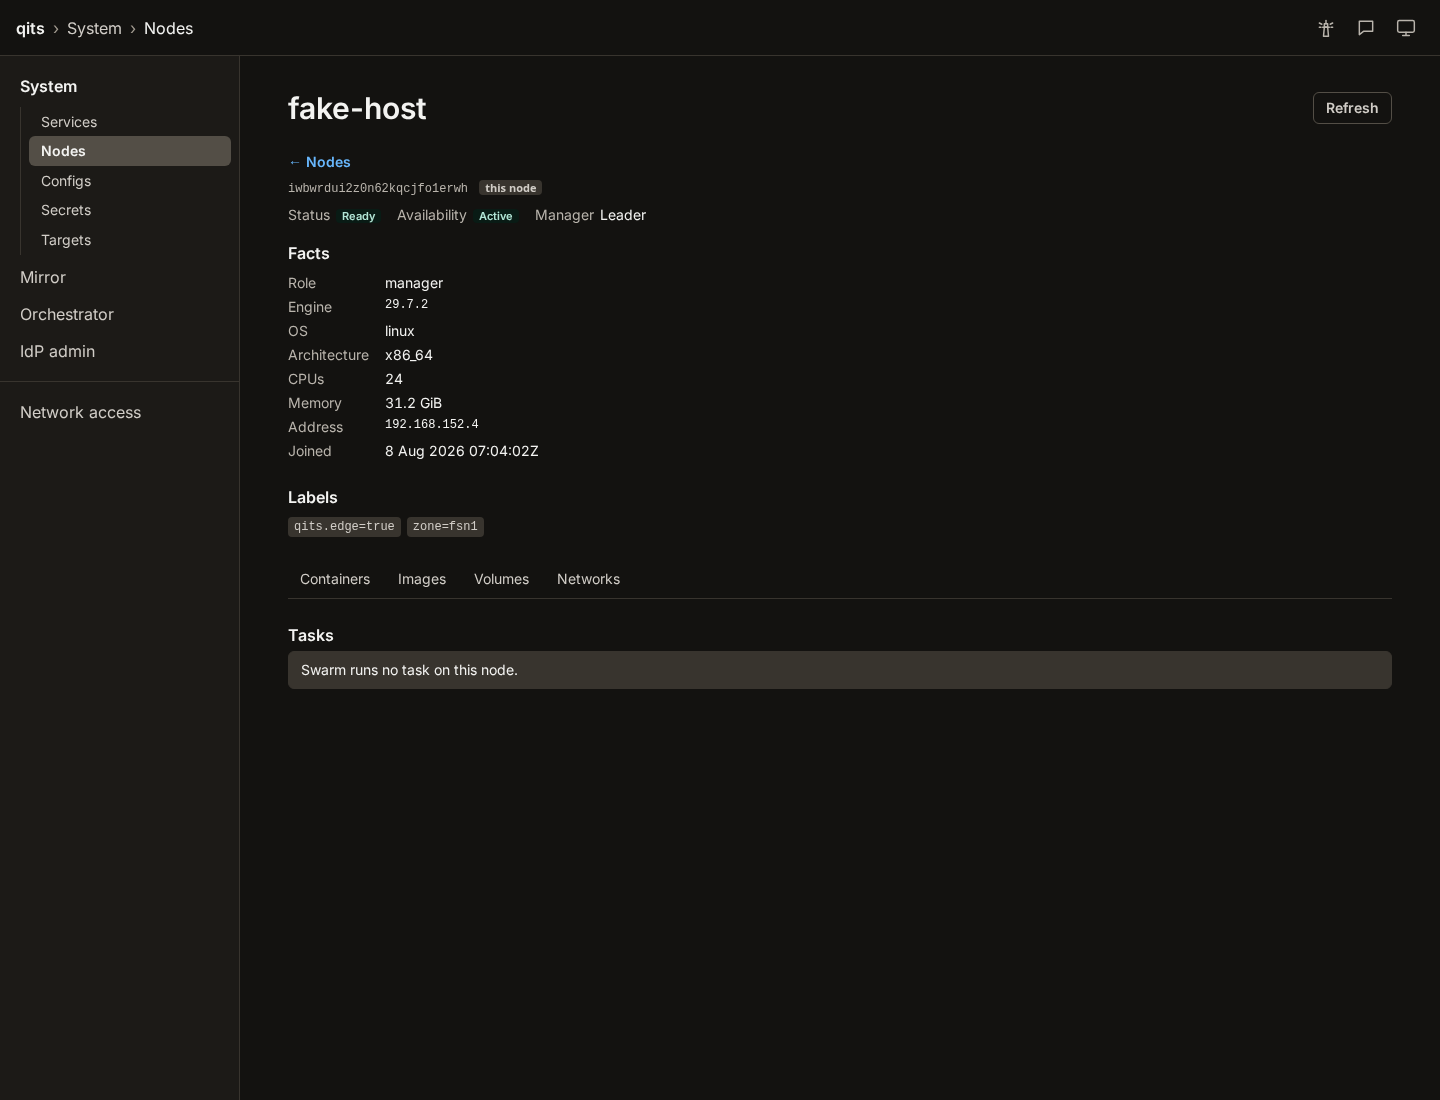 qits › System › Nodes
System
Services
Nodes
Configs
Secrets
Targets
Mirror
Orchestrator
IdP admin
Network access
fake-host
Refresh
← Nodes
iwbwrdui2z0n62kqcjfo1erwh this node
Status Ready Availability Active Manager Leader
Facts
Role manager
Engine 29.7.2
OS linux
Architecture x86_64
CPUs 24
Memory 31.2 GiB
Address 192.168.152.4
Joined 8 Aug 2026 07:04:02Z
Labels
qits.edge=true zone=fsn1
Containers Images Volumes Networks
Tasks
Swarm runs no task on this node.